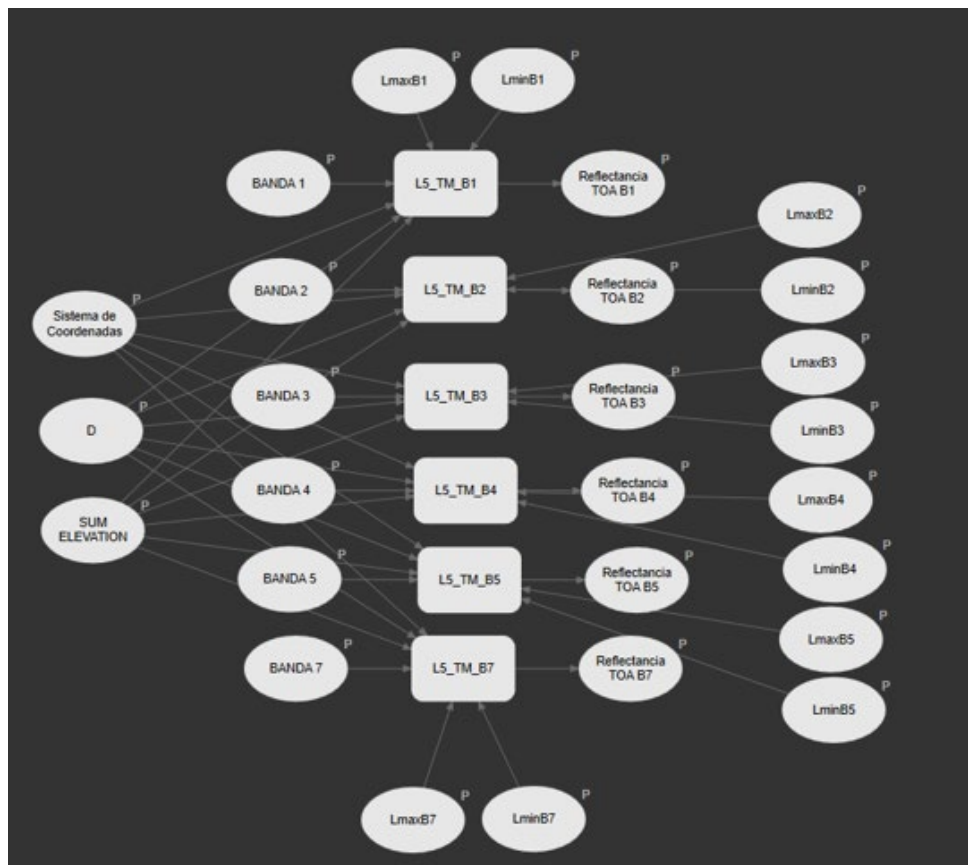 P
P
LmaxB1
LminB1
P
P
BANDA 1
L5_TM_B1
Reflectancia
TOA B1
P
LmaxB2
P
P
P
BANDA 2
L5_TM_B2
Reflectancia
TOA B2
LminB2
P
Sistema de
Coordenadas
P
P
P
LmaxB3
BANDA 3
L5_TM_B3
Reflectancia
TOA B3
P
P
D
LminB3
P
P
P
BANDA 4
L5_TM_B4
Reflectancia
TOA B4
LmaxB4
P
SUM
ELEVATION
P
P
P
BANDA 5
L5_TM_B5
Reflectancia
TOA B5
LminB4
P
LmaxB5
P
P
BANDA 7
L5_TM_B7
Reflectancia
TOA B7
P
LminB5
P
P
LmaxB7
LminB7